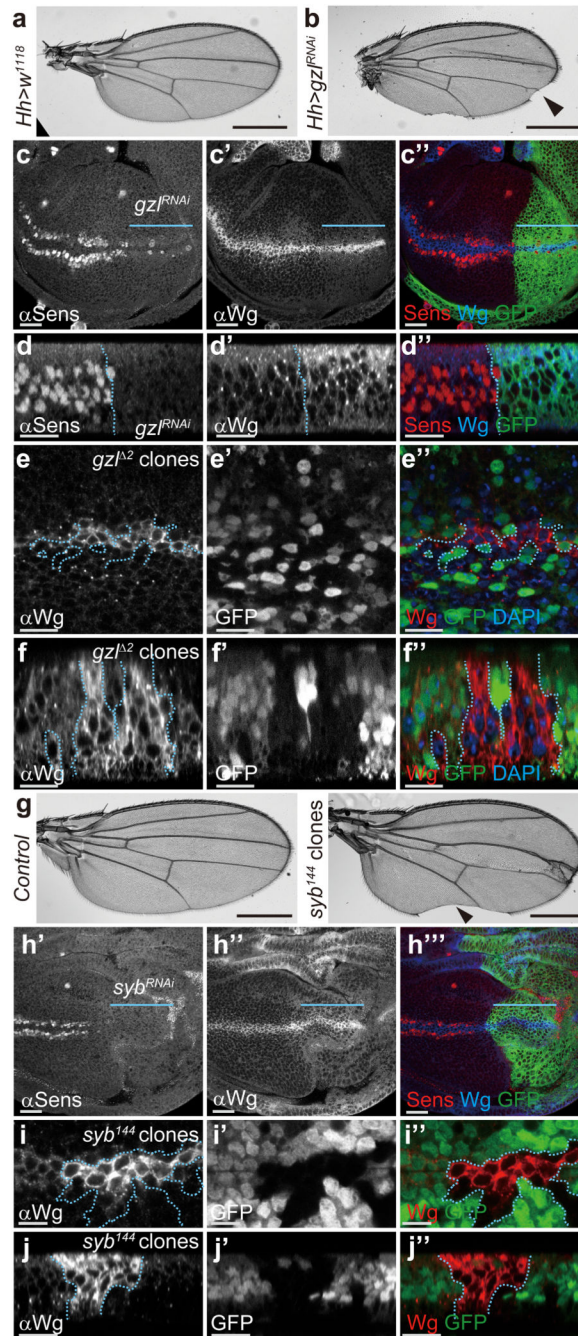 a Hh>w1118
b Hh>gzlRNAi
c gzlRNAi αSens
c' αWg
c'' Sens Wg GFP
d αSens gzlRNAi
d' αWg
d'' Sens Wg GFP
e gzlΔ2 clones αWg
e' GFP
e'' Wg GFP DAPI
f gzlΔ2 clones αWg
f' GFP
f'' Wg GFP DAPI
g Control
syb144 clones
h' sybRNAi αSens
h'' αWg
h''' Sens Wg GFP
i syb144 clones αWg
i' GFP
i'' Wg GFP
j syb144 clones αWg
j' GFP
j'' Wg GFP